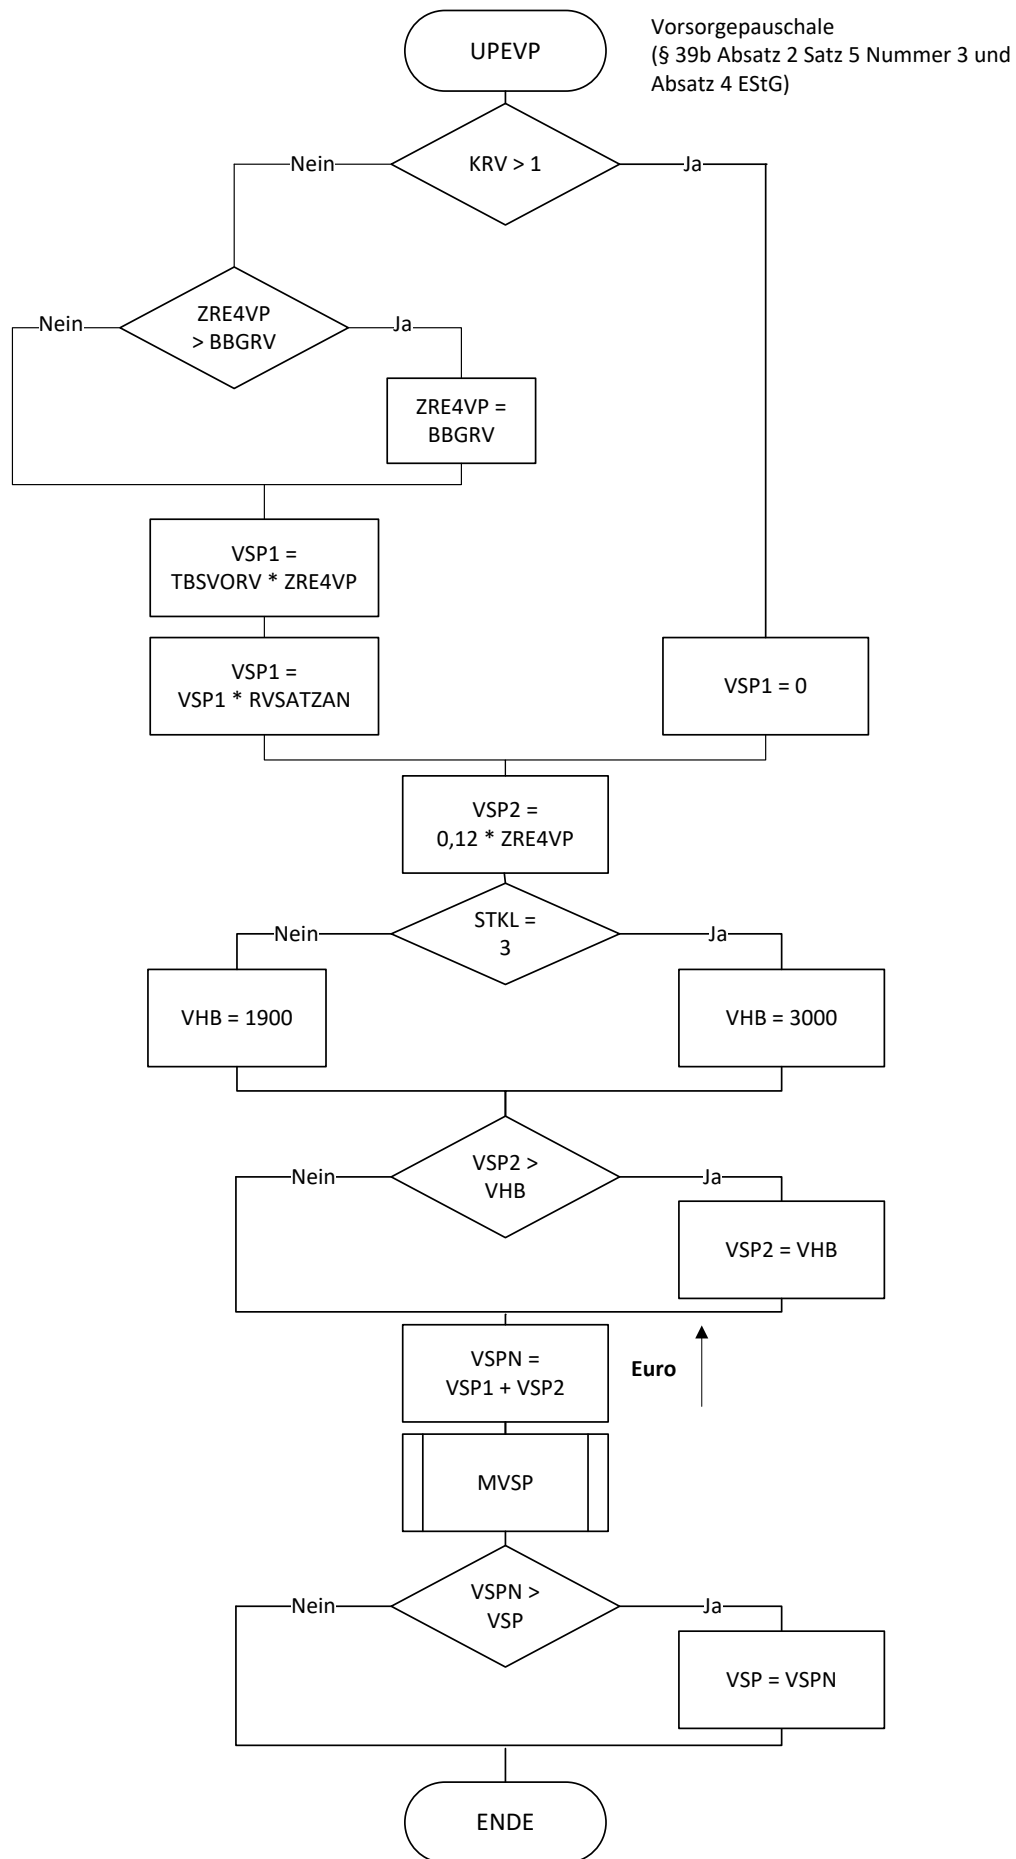 UPEVP
Vorsorgepauschale
(§ 39b Absatz 2 Satz 5 Nummer 3 und
Absatz 4 EStG)
Nein
KRV > 1
Ja
Nein
ZRE4VP
> BBGRV
Ja
ZRE4VP =
BBGRV
VSP1 =
TBSVORV * ZRE4VP
VSP1 =
VSP1 * RVSATZAN
VSP1 = 0
VSP2 =
0,12 * ZRE4VP
Nein
STKL =
3
Ja
VHB = 1900
VHB = 3000
Nein
VSP2 >
VHB
Ja
VSP2 = VHB
VSPN =
VSP1 + VSP2
Euro
MVSP
Nein
VSPN >
VSP
Ja
VSP = VSPN
ENDE